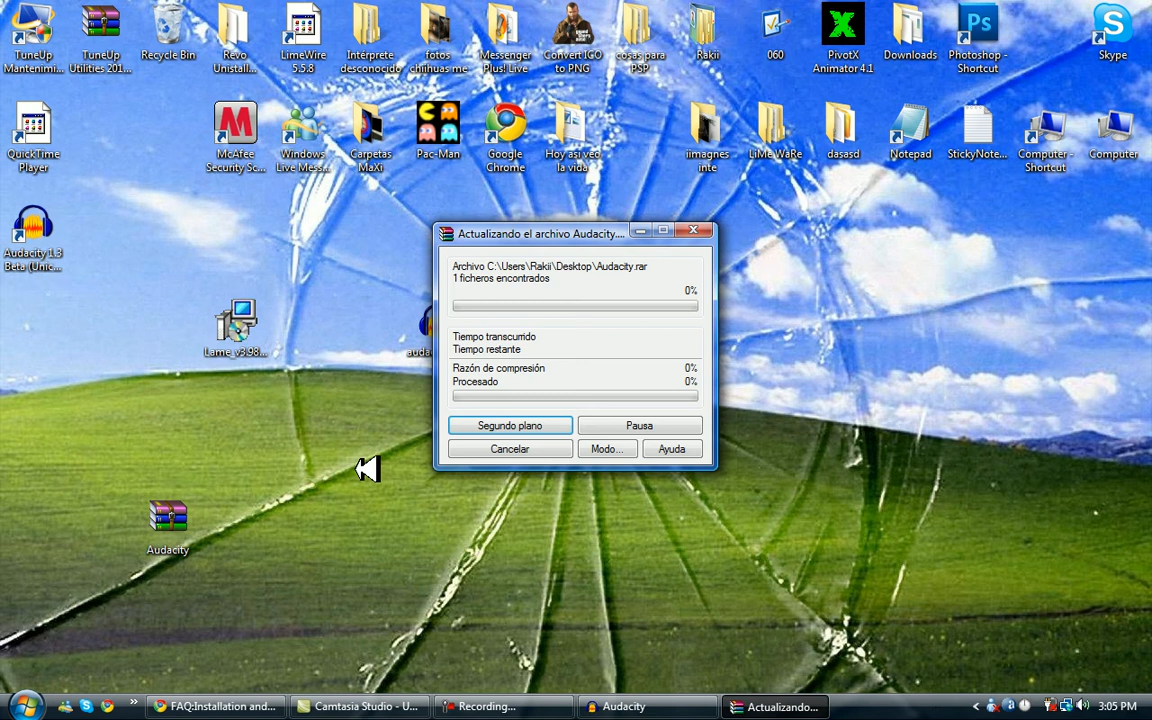 TuneUp
Mantenimi...
TuneUp
Utilities 201...
Recycle Bin
Revo
Unistall...
LimeWire
5.5.8
Interprete
desconocido
fotos
chiihuas me
Messenger
Plus! Live
Convert IGO
to PNG
cosas para
PSP
Rakii
060
PivotX
Animator 4.1
Downloads
Ps
Photoshop -
Shortcut
Skype
QuickTime
Player
McAfee
Security Sc...
Windows
Live Mess...
Carpetas
MaXi
Pac-Man
Google
Chrome
Hoy asi veo
la vida
iimagnes
inte
LiMe WaRe
dasasd
Notepad
StickyNote...
Computer -
Shortcut
Computer
Audacity 1.3
Beta (Unic...
Lame_v3.98...
Audacity
Actualizando el archivo Audacity....
Archivo C:\Users\Rakii\Desktop\Audacity.rar
1 ficheros encontrados
0%
Tiempo transcurrido
Tiempo restante
Razón de compresión 0%
Procesado 0%
Segundo plano Pausa
Cancelar Modo... Ayuda
FAQ:Installation and... Camtasia Studio - U... Recording... Audacity Actualizando... 3:05 PM